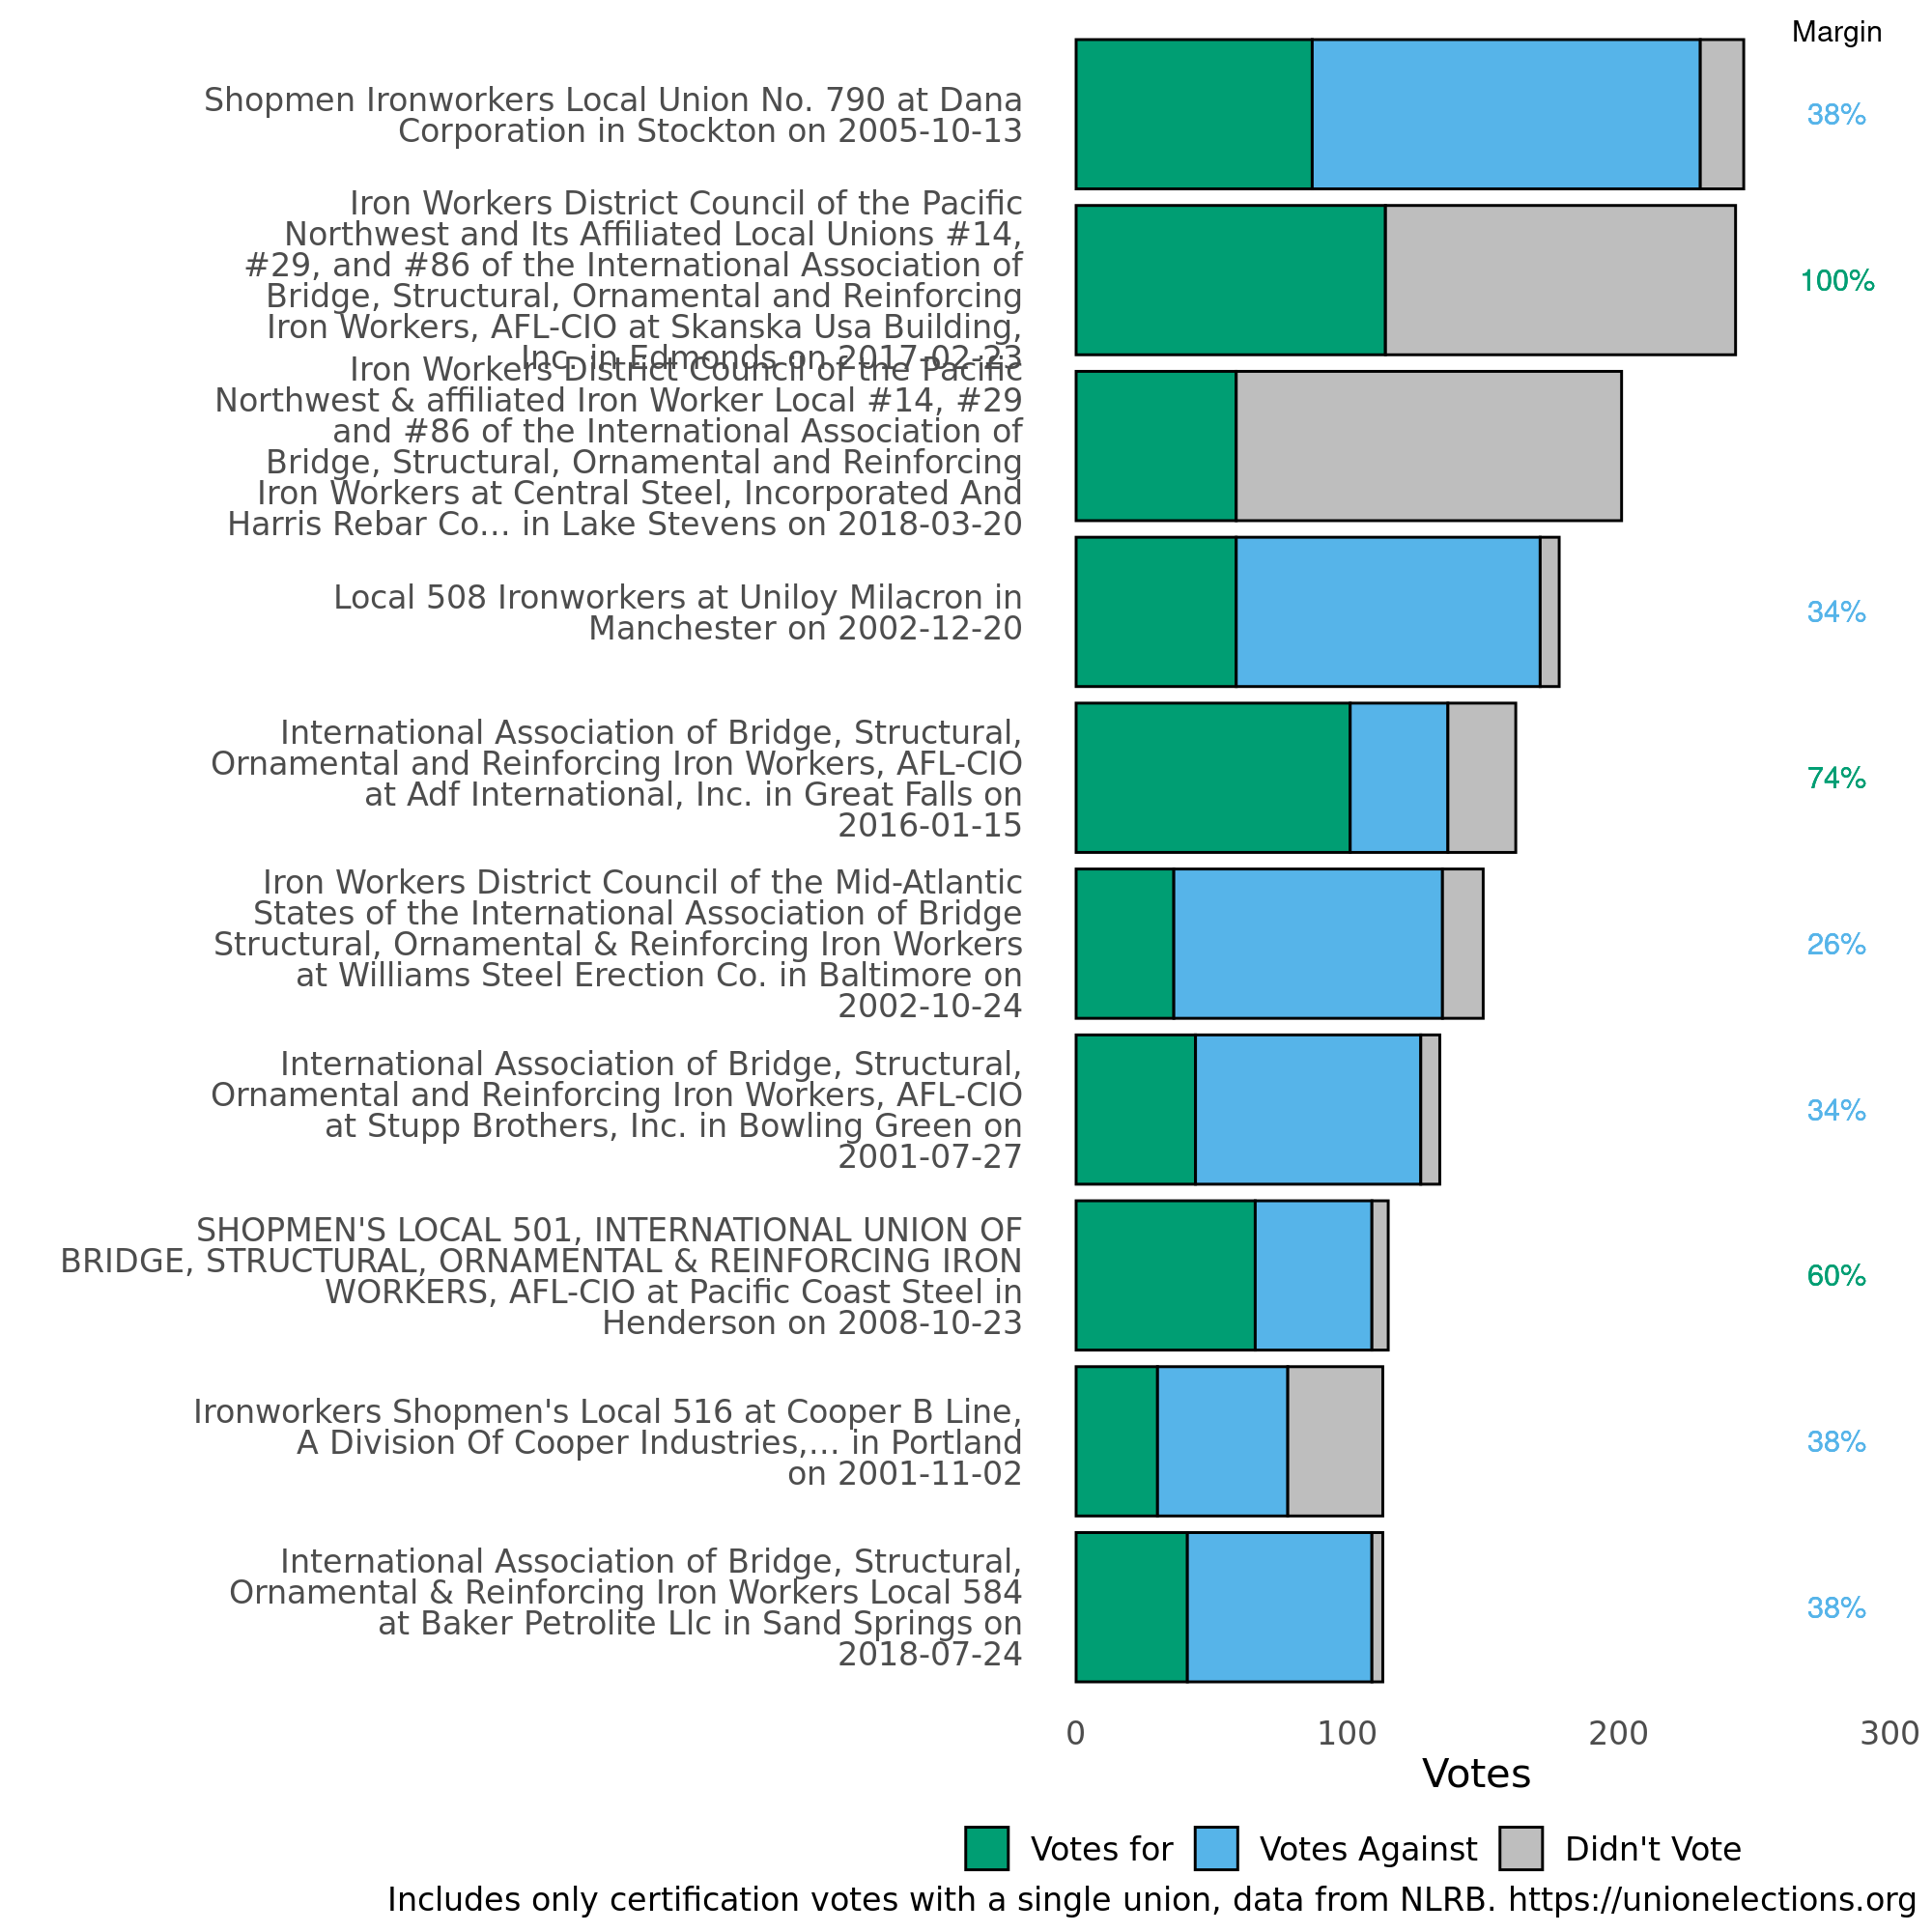 Margin
Shopmen Ironworkers Local Union No. 790 at Dana
Corporation in Stockton on 2005-10-13
38%
Iron Workers District Council of the Pacific
Northwest and Its Affiliated Local Unions #14,
#29, and #86 of the International Association of
Bridge, Structural, Ornamental and Reinforcing
Iron Workers, AFL-CIO at Skanska Usa Building,
Inc. in Edmonds on 2017-02-23
100%
Iron Workers District Council of the Pacific
Northwest & affiliated Iron Worker Local #14, #29
and #86 of the International Association of
Bridge, Structural, Ornamental and Reinforcing
Iron Workers at Central Steel, Incorporated And
Harris Rebar Co... in Lake Stevens on 2018-03-20
Local 508 Ironworkers at Uniloy Milacron in
Manchester on 2002-12-20
34%
International Association of Bridge, Structural,
Ornamental and Reinforcing Iron Workers, AFL-CIO
at Adf International, Inc. in Great Falls on
2016-01-15
74%
Iron Workers District Council of the Mid-Atlantic
States of the International Association of Bridge
Structural, Ornamental & Reinforcing Iron Workers
at Williams Steel Erection Co. in Baltimore on
2002-10-24
26%
International Association of Bridge, Structural,
Ornamental and Reinforcing Iron Workers, AFL-CIO
at Stupp Brothers, Inc. in Bowling Green on
2001-07-27
34%
SHOPMEN'S LOCAL 501, INTERNATIONAL UNION OF
BRIDGE, STRUCTURAL, ORNAMENTAL & REINFORCING IRON
WORKERS, AFL-CIO at Pacific Coast Steel in
Henderson on 2008-10-23
60%
Ironworkers Shopmen's Local 516 at Cooper B Line,
A Division Of Cooper Industries,... in Portland
on 2001-11-02
38%
International Association of Bridge, Structural,
Ornamental & Reinforcing Iron Workers Local 584
at Baker Petrolite Llc in Sand Springs on
2018-07-24
38%
0 100 200 300
Votes
Votes for Votes Against Didn't Vote
Includes only certification votes with a single union, data from NLRB. https://unionelections.org